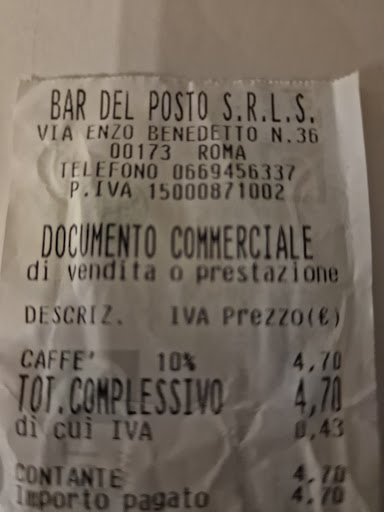 BAR DEL POSTO S.R.L.S.
VIA ENZO BENEDETTO N.36
00173 ROMA
TELEFONO 0669456337
P.IVA 15000871002
DOCUMENTO COMMERCIALE
di vendita o prestazione
DESCRIZ. IVA Prezzo(€)
CAFFE' 10% 4,70
TOT.COMPLESSIVO 4,70
di cui IVA 0,43
CONTANTE 4.70
Importo pagato 4.70